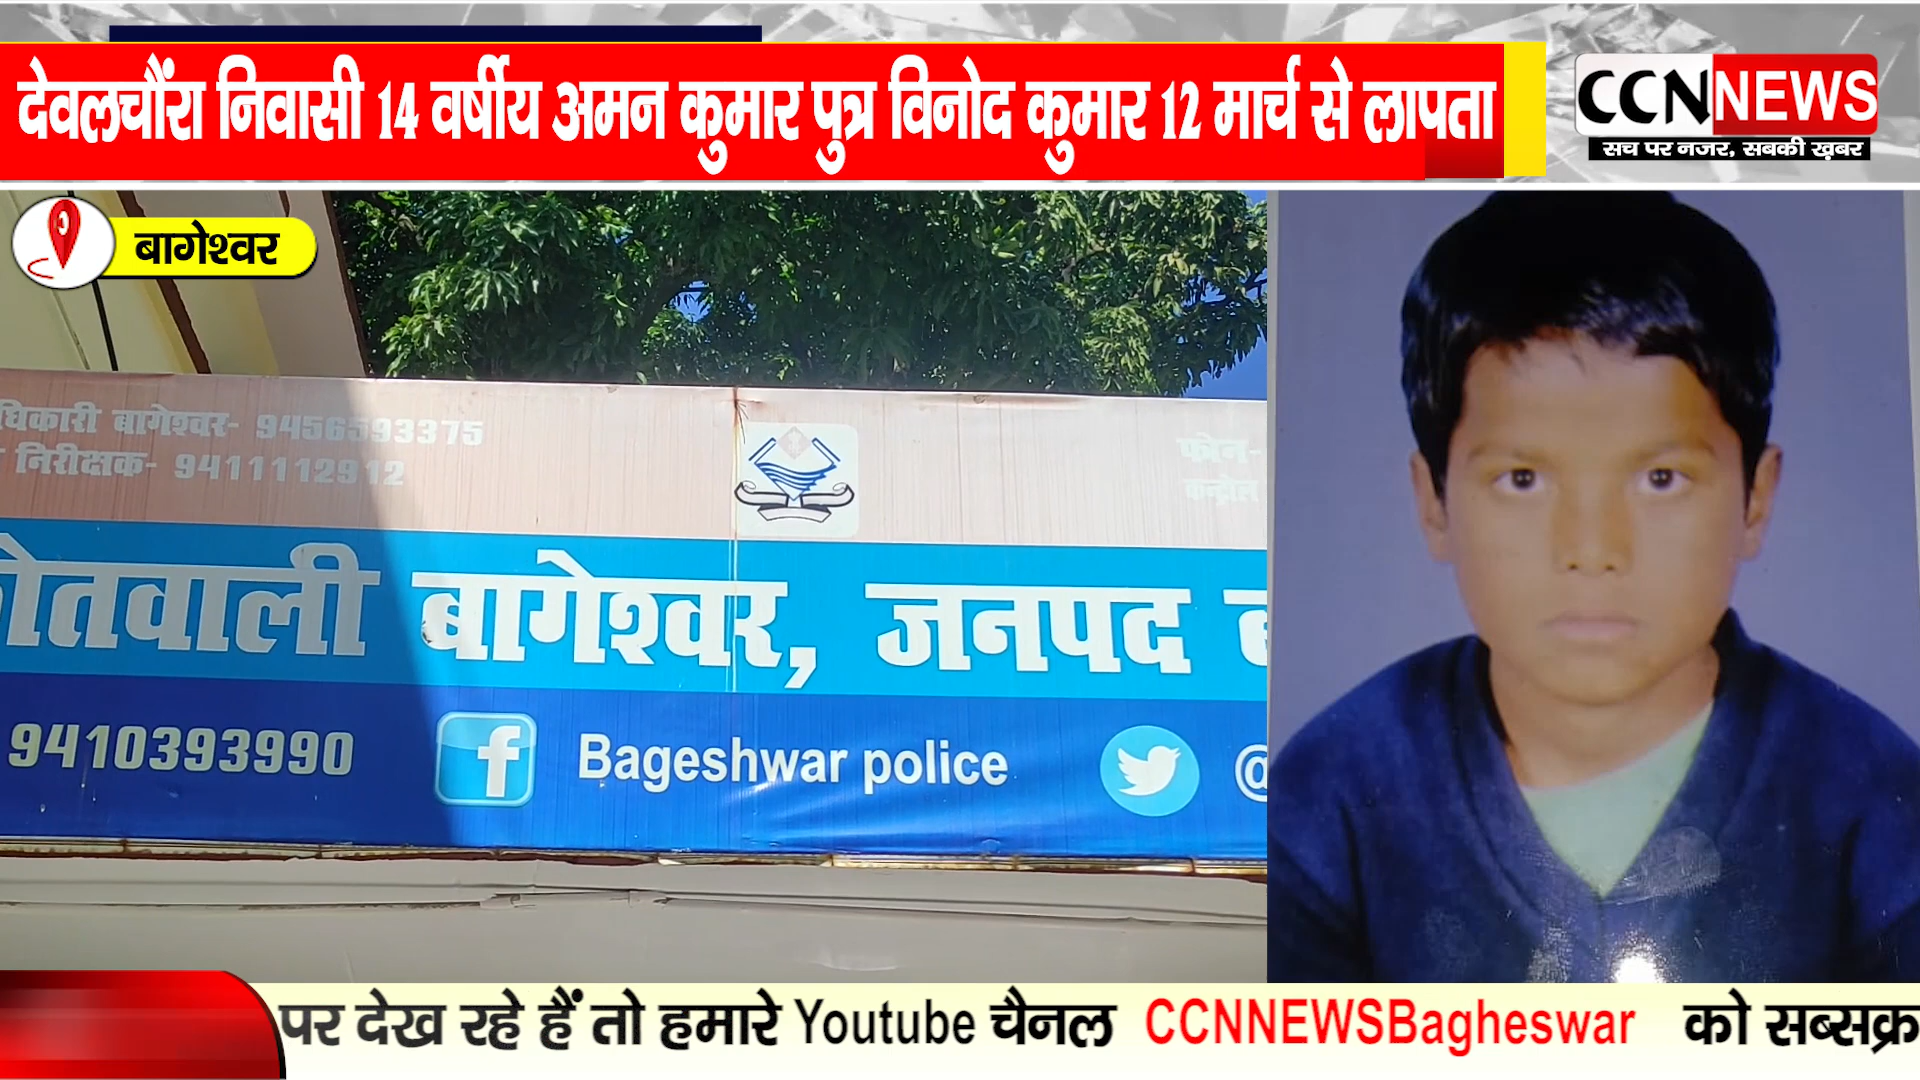 देवलचौंरा निवासी 14 वर्षीय अमन कुमार पुत्र विनोद कुमार 12 मार्च से लापता
CCNNEWS
सच पर नजर, सबकी ख़बर
बागेश्वर
धिकारी बागेश्वर- 9456593375
निरीक्षक- 9411112912
फोन-
कन्ट्रोल
कोतवाली बागेश्वर, जनपद
9410393990
f
Bageshwar police
@
पर देख रहे हैं तो हमारे Youtube चैनल CCNNEWSBagheswar को सब्सक्र